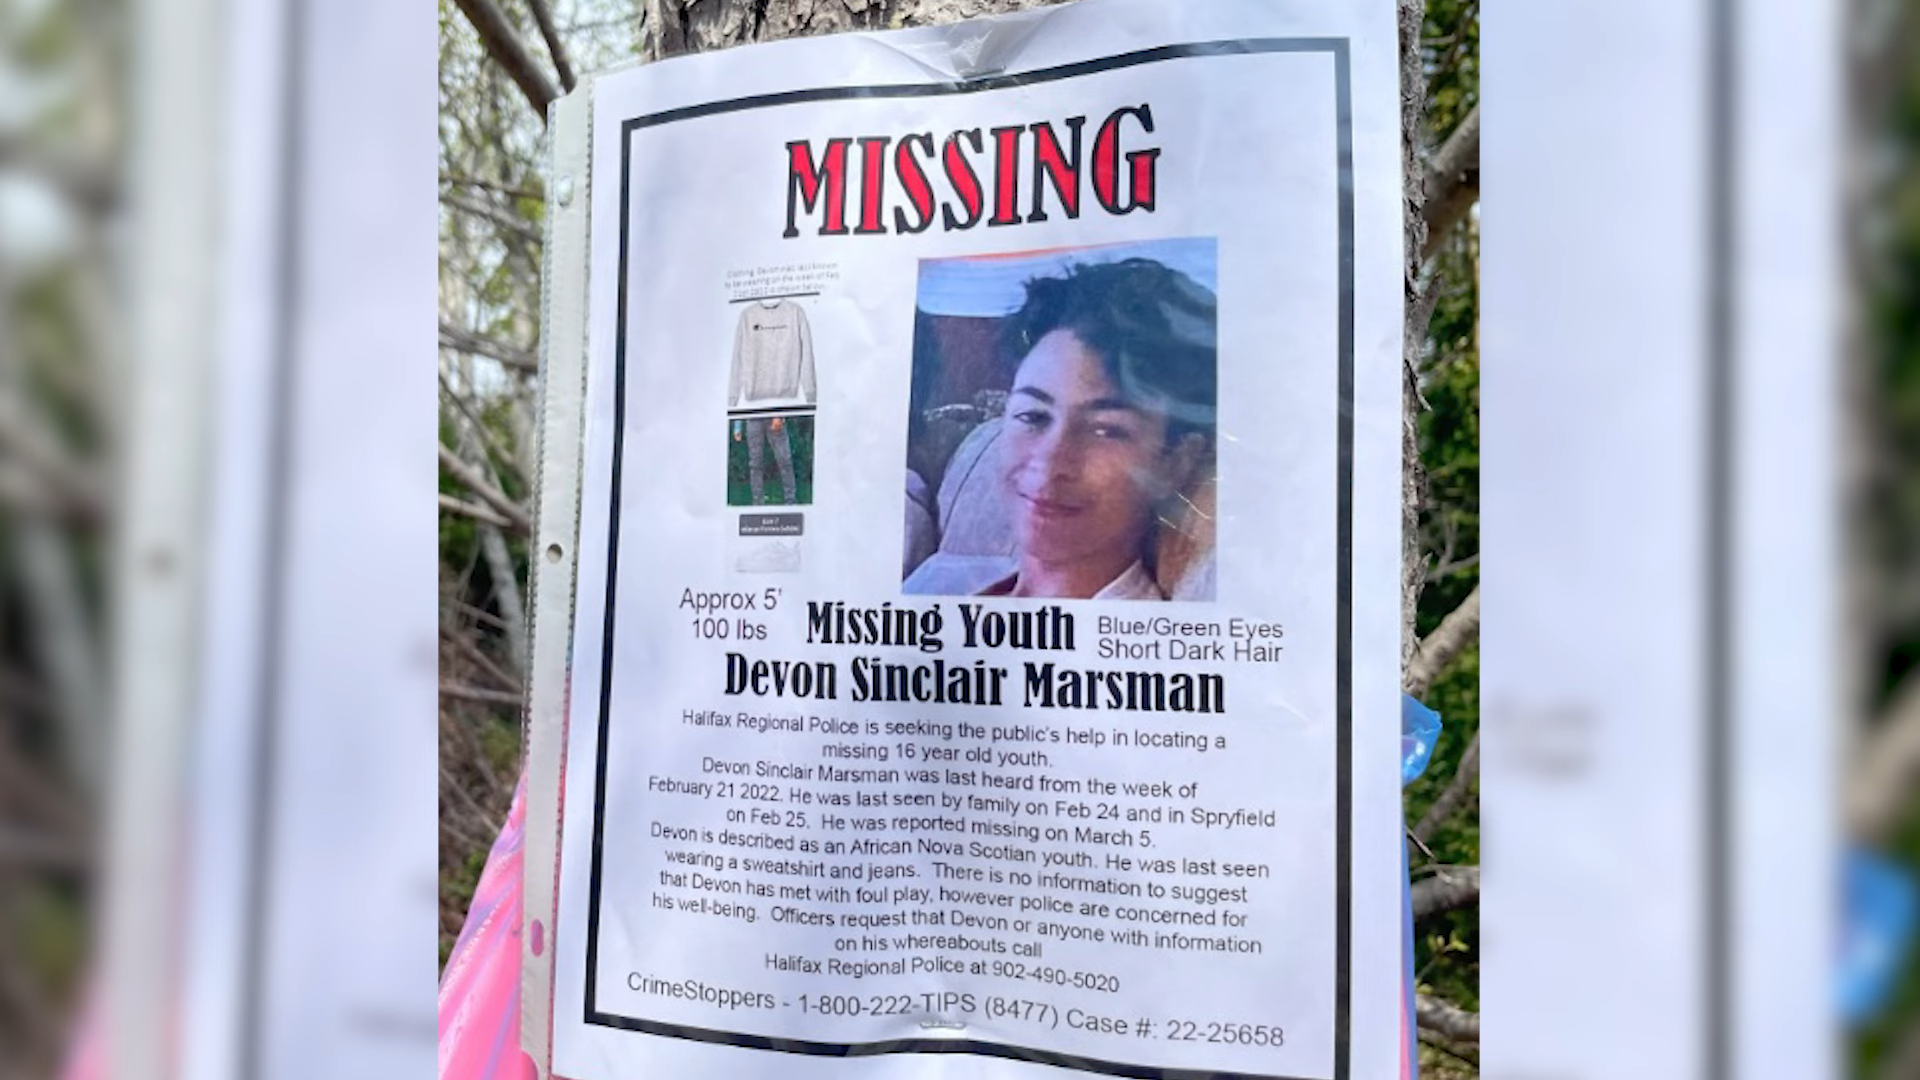 MISSING
Approx 5'
100 lbs
Missing Youth
Blue/Green Eyes
Short Dark Hair
Devon Sinclair Marsman
Halifax Regional Police is seeking the public's help in locating a
missing 16 year old youth.
Devon Sinclair Marsman was last heard from the week of
February 21 2022. He was last seen by family on Feb 24 and in Spryfield
on Feb 25. He was reported missing on March 5.
Devon is described as an African Nova Scotian youth. He was last seen
wearing a sweatshirt and jeans. There is no information to suggest
that Devon has met with foul play, however police are concerned for
his well-being. Officers request that Devon or anyone with information
on his whereabouts call
Halifax Regional Police at 902-490-5020
CrimeStoppers - 1-800-222-TIPS (8477) Case #: 22-25658